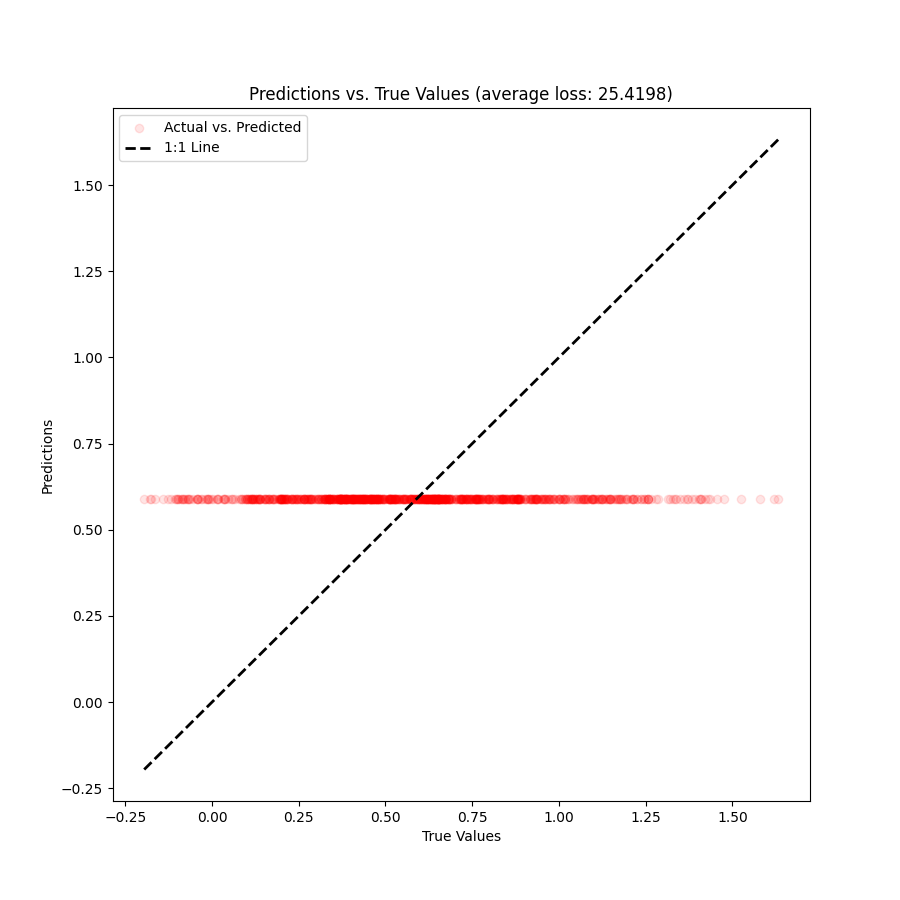 Predictions vs. True Values (average loss: 25.4198)
Actual vs. Predicted
1:1 Line
1.50
1.25
1.00
0.75
0.50
0.25
0.00
−0.25
Predictions
−0.25 0.00 0.25 0.50 0.75 1.00 1.25 1.50
True Values